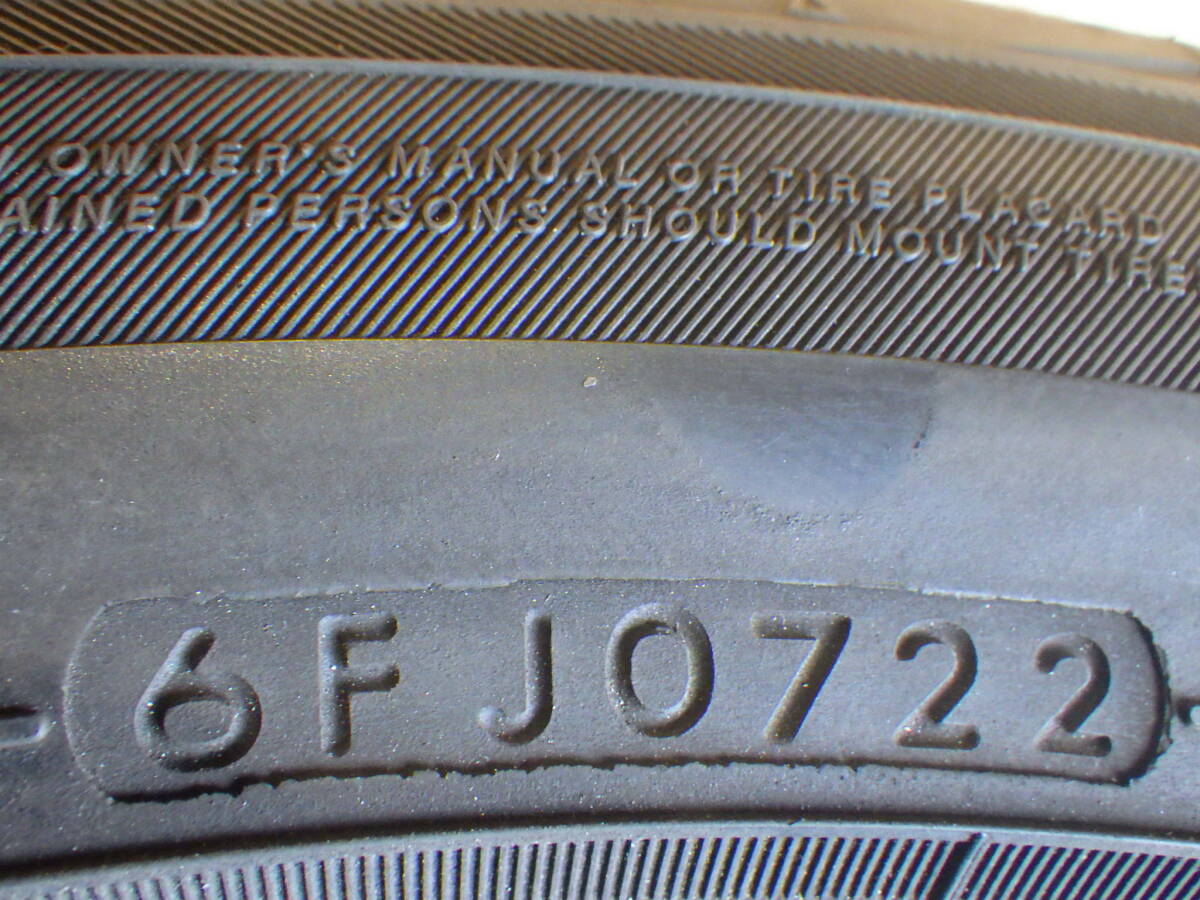 OWNER'S MANUAL OR TIRE PLACARD
AINED PERSONS SHOULD MOUNT TIRE
6FJ0722